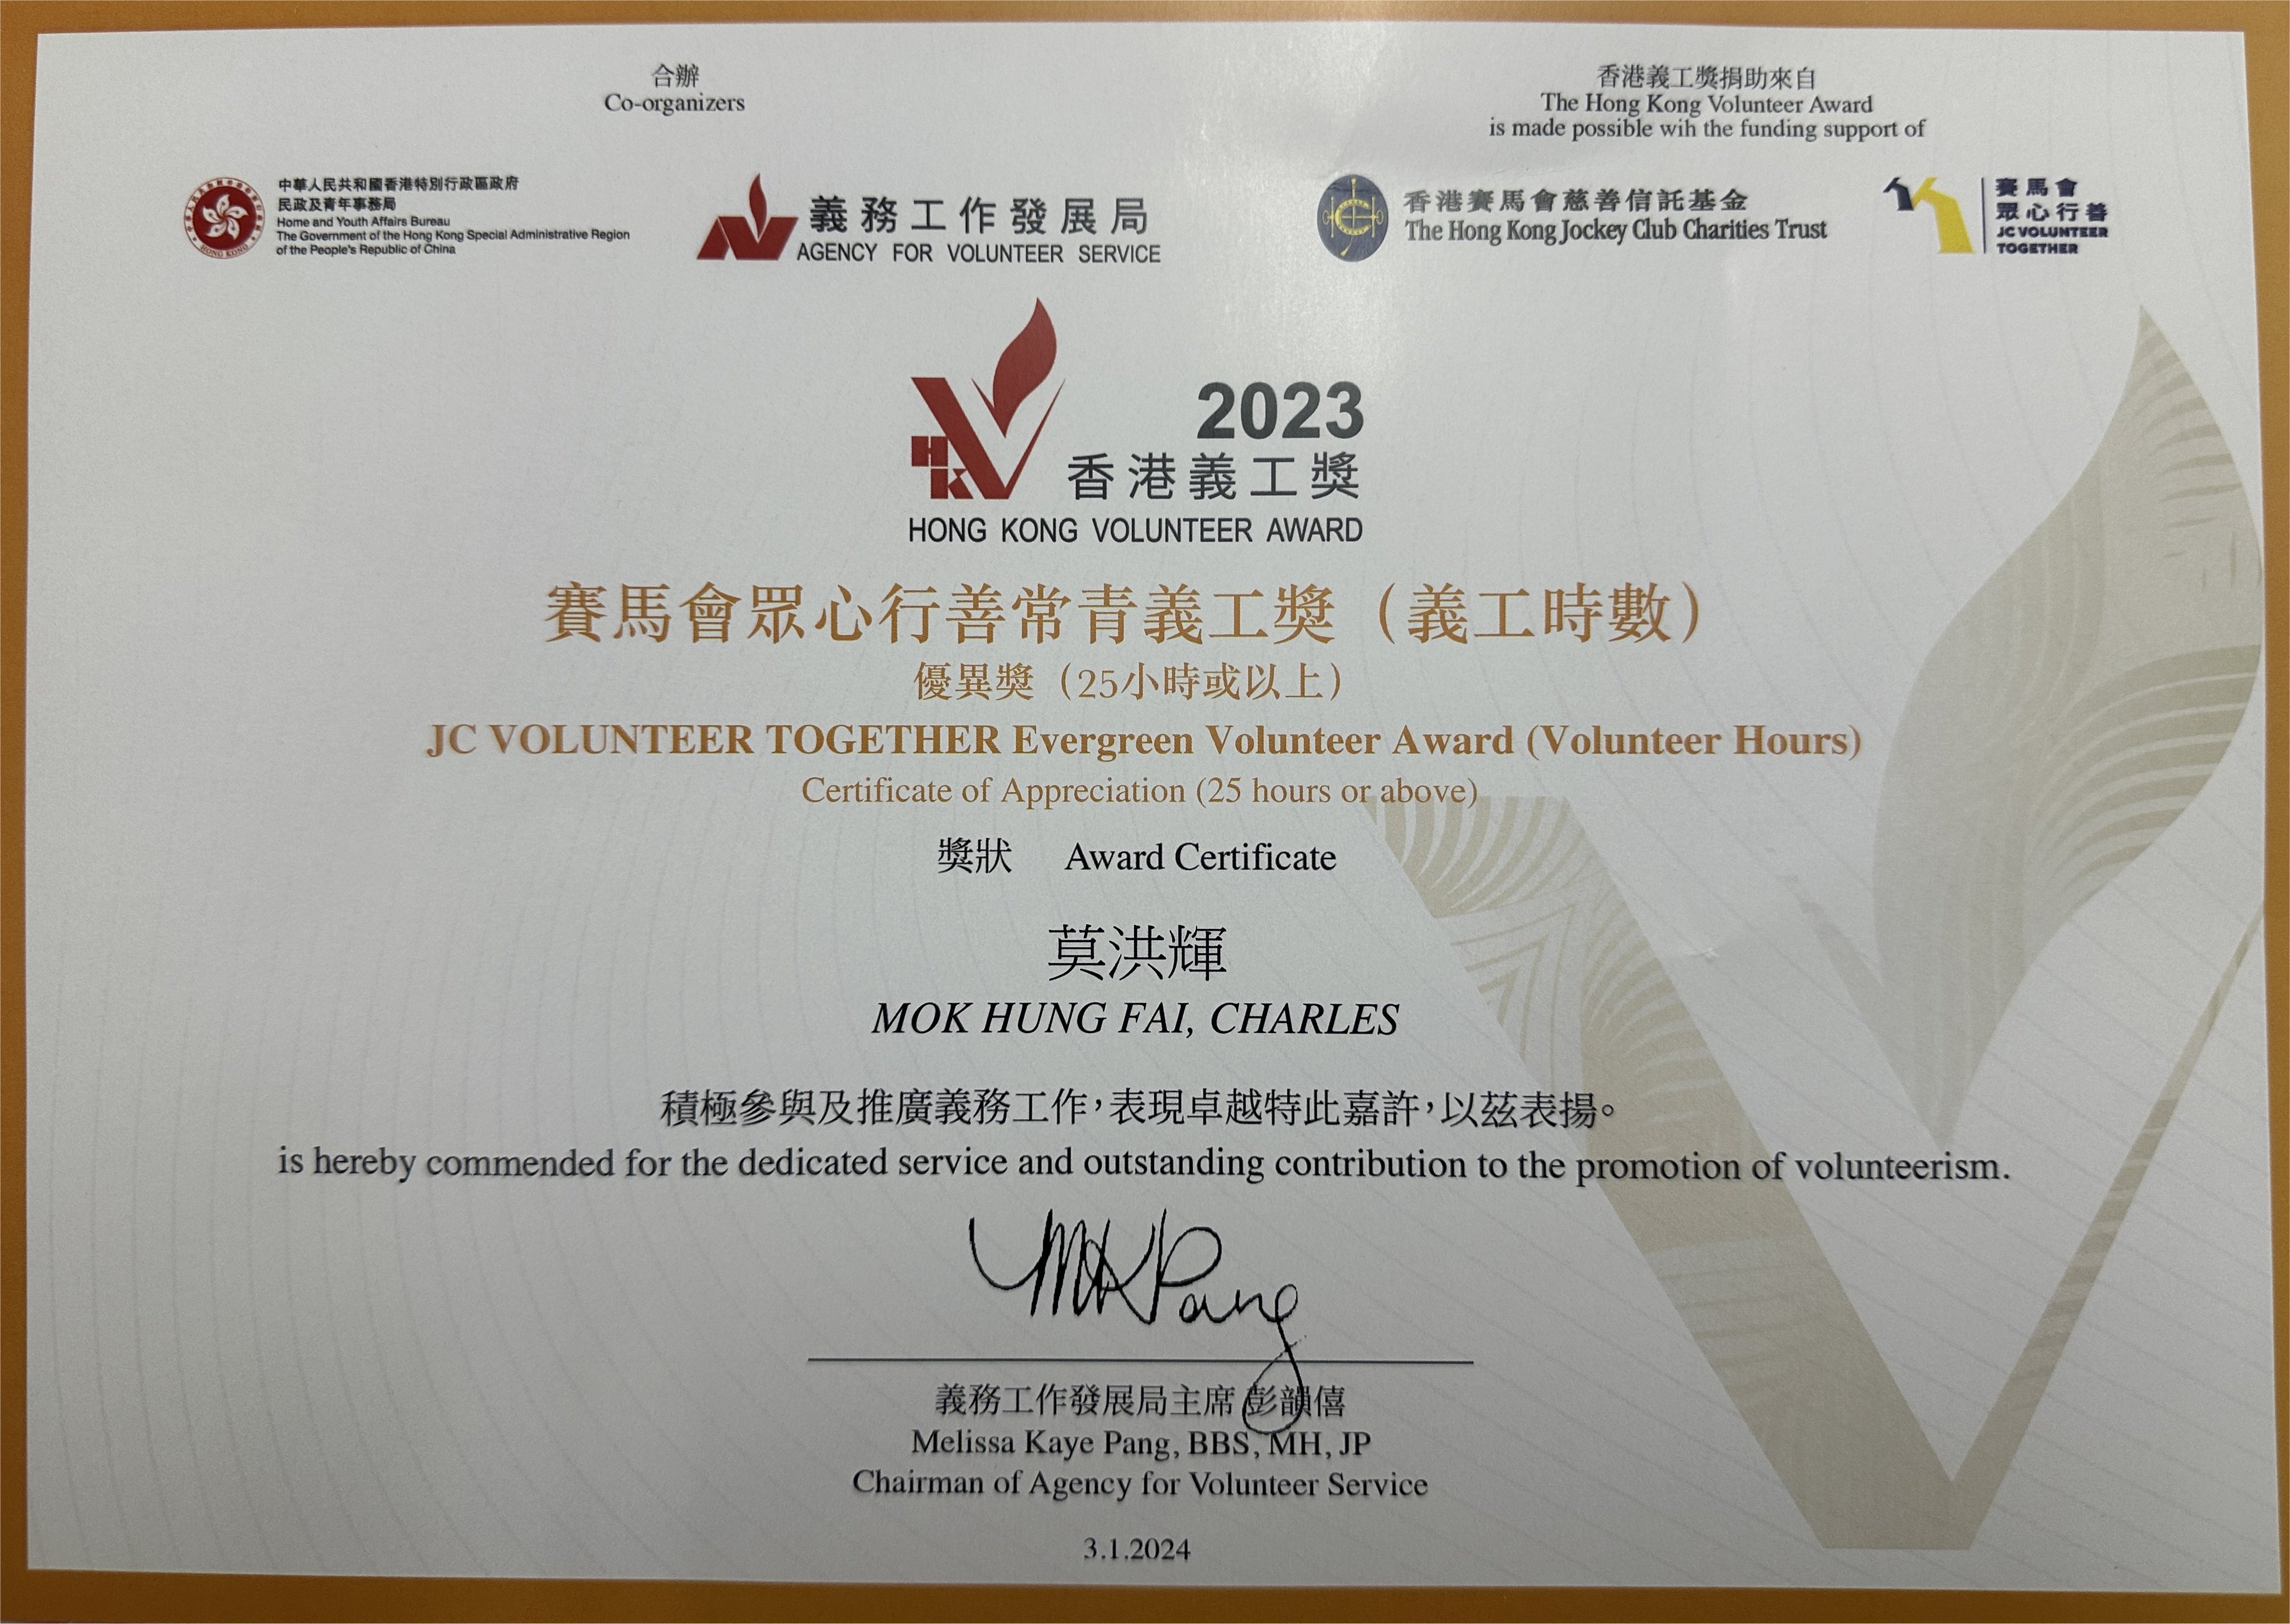 合辦
Co-organizers
香港義工獎捐助來自
The Hong Kong Volunteer Award
is made possible wih the funding support of
中華人民共和國香港特別行政區政府
民政及青年事務局
Home and Youth Affairs Bureau
The Government of the Hong Kong Special Administrative Region
of the People's Republic of China
義務工作發展局
AGENCY FOR VOLUNTEER SERVICE
香港賽馬會慈善信託基金
The Hong Kong Jockey Club Charities Trust
賽馬會
眾心行善
JC VOLUNTEER
TOGETHER
HK
2023
香港義工獎
HONG KONG VOLUNTEER AWARD
賽馬會眾心行善常青義工獎（義工時數）
優異獎（25小時或以上）
JC VOLUNTEER TOGETHER Evergreen Volunteer Award (Volunteer Hours)
Certificate of Appreciation (25 hours or above)
獎狀 Award Certificate
莫洪輝
MOK HUNG FAI, CHARLES
積極參與及推廣義務工作，表現卓越特此嘉許，以茲表揚。
is hereby commended for the dedicated service and outstanding contribution to the promotion of volunteerism.
MKPang
義務工作發展局主席 彭韻僖
Melissa Kaye Pang, BBS, MH, JP
Chairman of Agency for Volunteer Service
3.1.2024